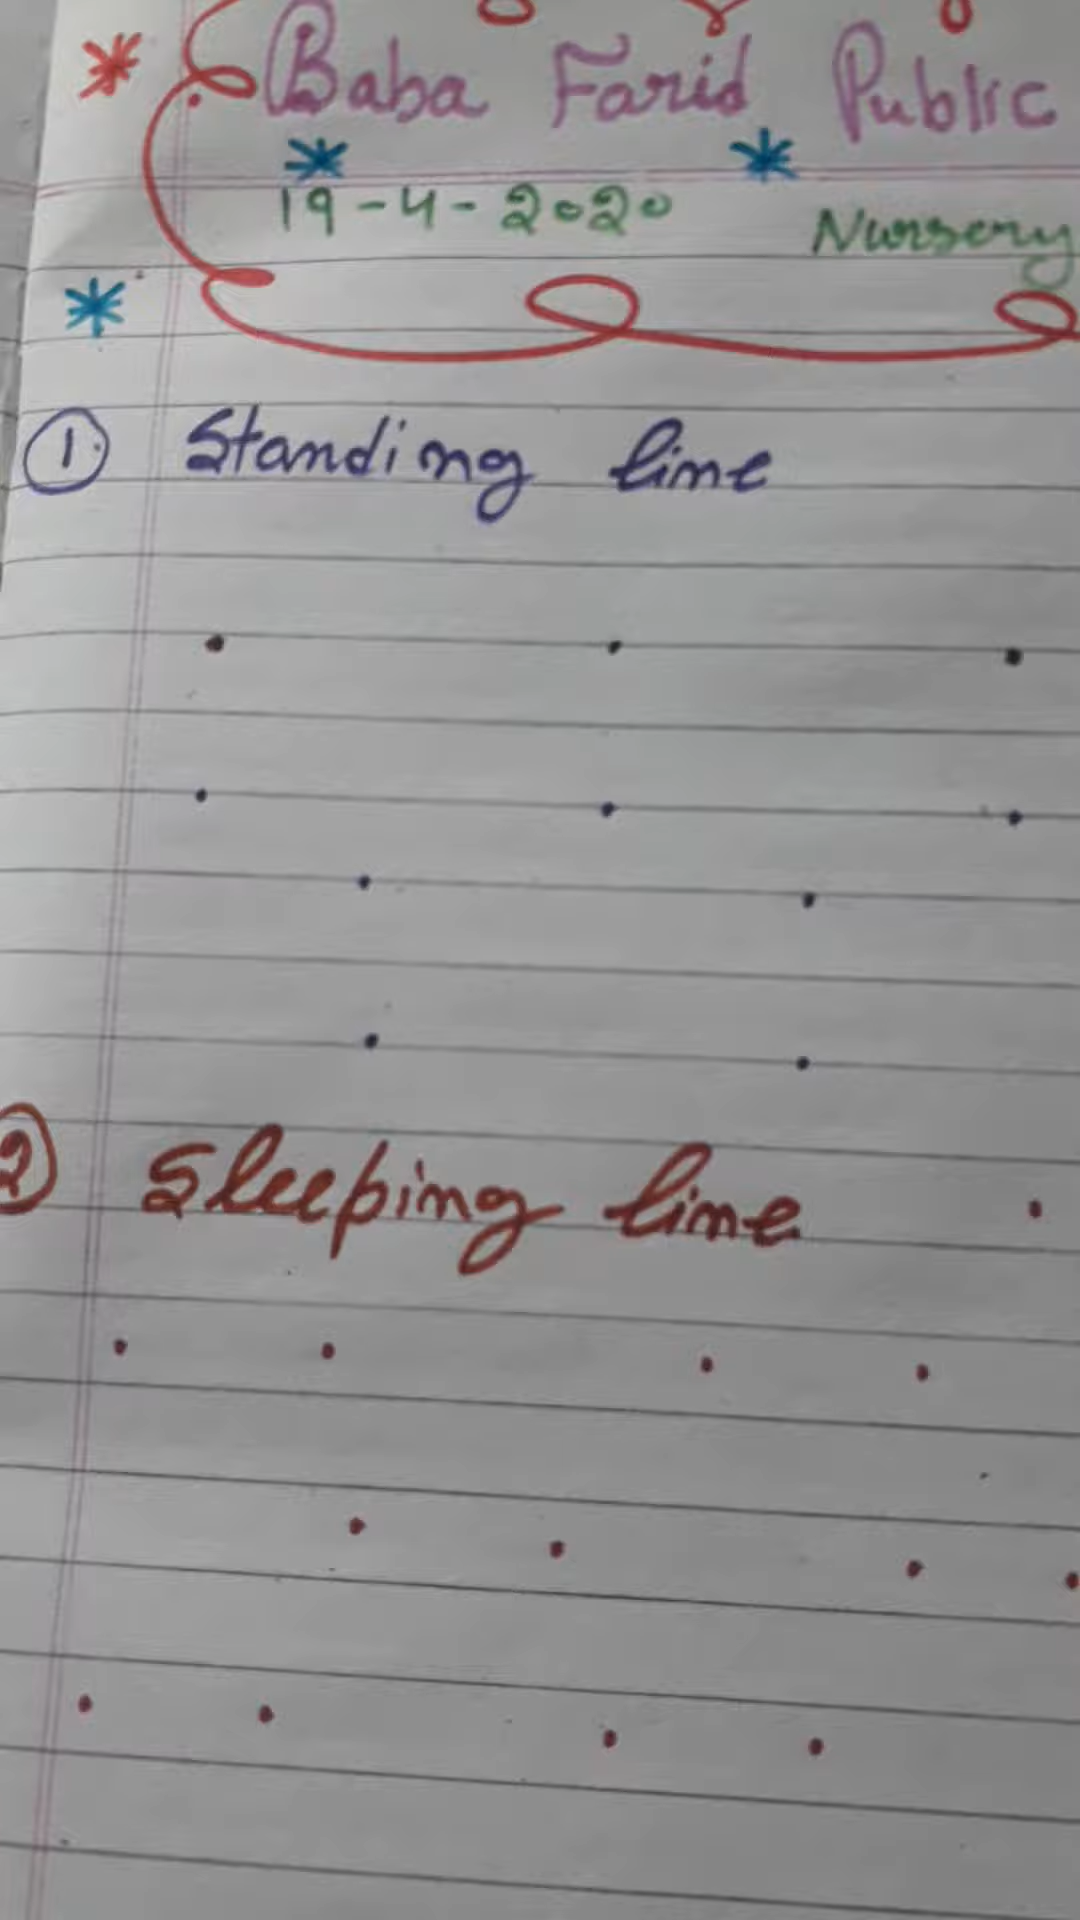 Baba Farid Public
19-4-2020 Nursery
1 Standing line
2 Sleeping line